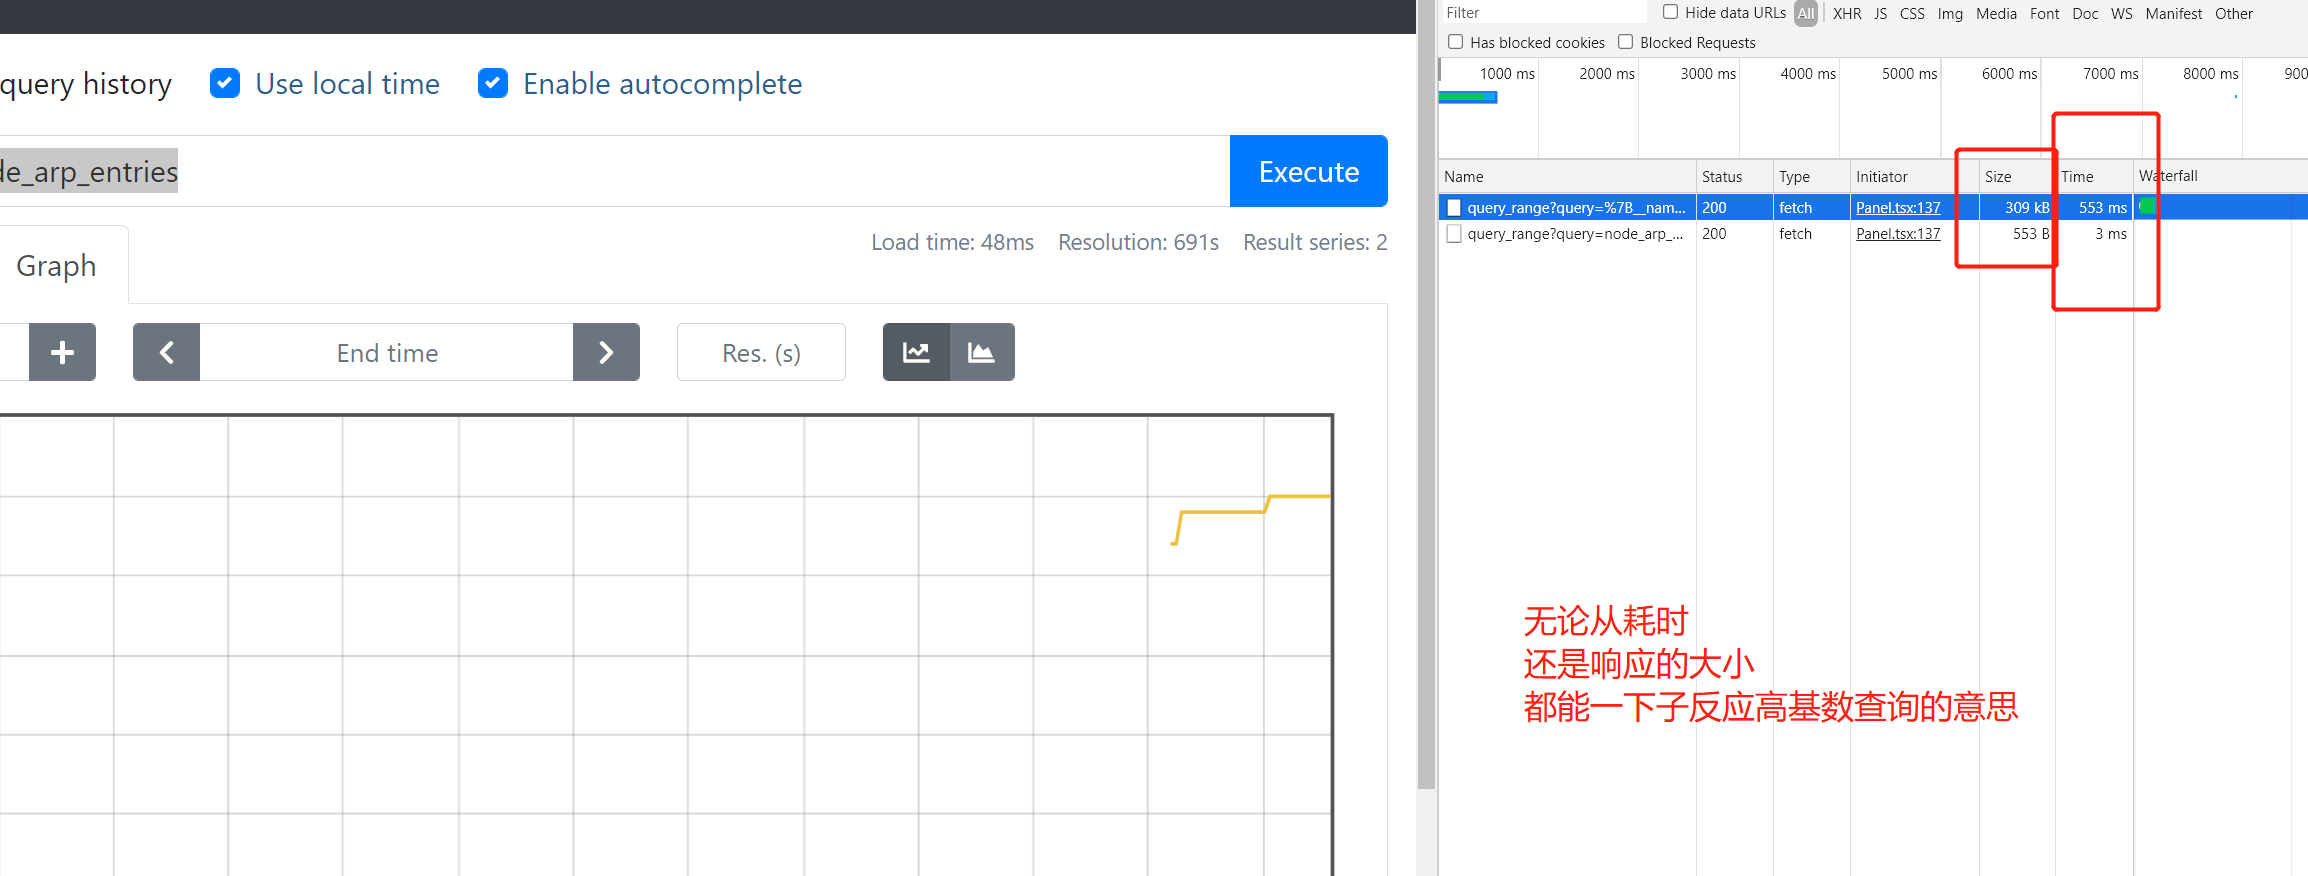 query history
Use local time
Enable autocomplete
de_arp_entries
Execute
Load time: 48ms Resolution: 691s Result series: 2
Graph
End time
Res. (s)
Filter
Hide data URLs
All XHR JS CSS Img Media Font Doc WS Manifest Other
Has blocked cookies
Blocked Requests
1000 ms 2000 ms 3000 ms 4000 ms 5000 ms 6000 ms 7000 ms 8000 ms 900
Name Status Type Initiator Size Time Waterfall
query_range?query=%7B__nam... 200 fetch Panel.tsx:137 309 kB 553 ms
query_range?query=node_arp_... 200 fetch Panel.tsx:137 553 B 3 ms
无论从耗时
还是响应的大小
都能一下子反应高基数查询的意思